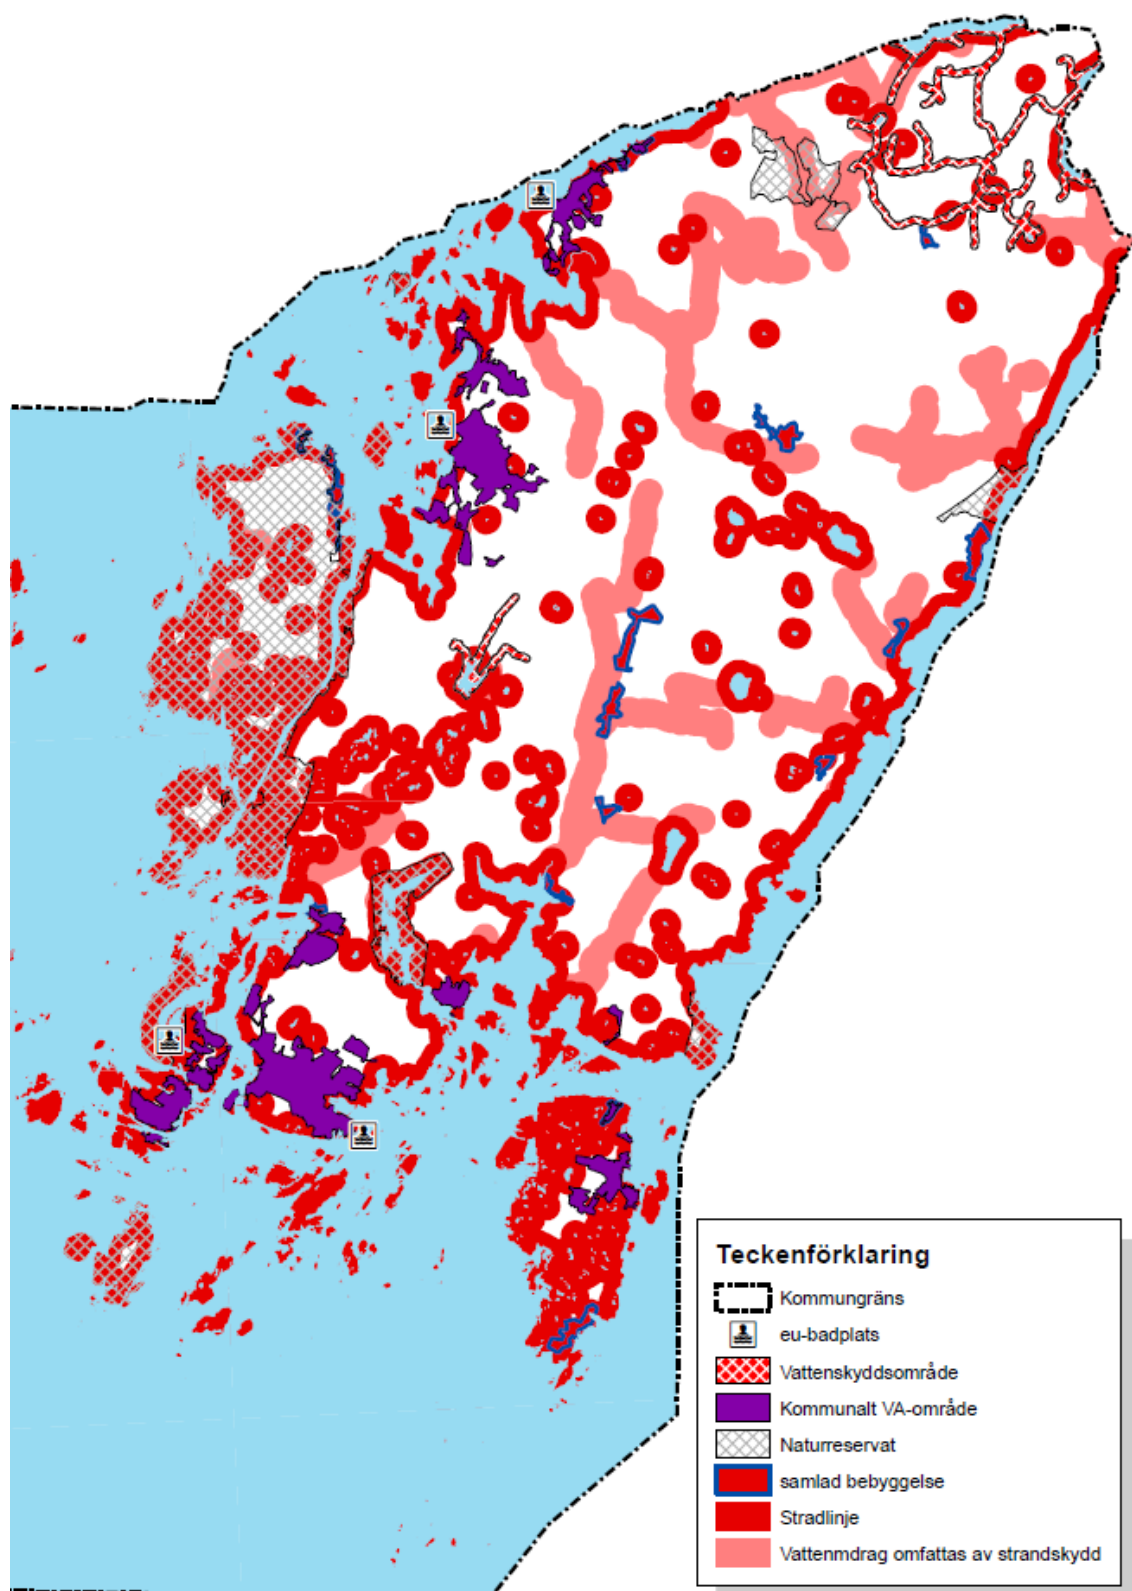 Teckenförklaring
Kommungräns
eu-badplats
Vattenskyddsområde
Kommunalt VA-område
Naturreservat
samlad bebyggelse
Stradlinje
Vattenmdrag omfattas av strandskydd